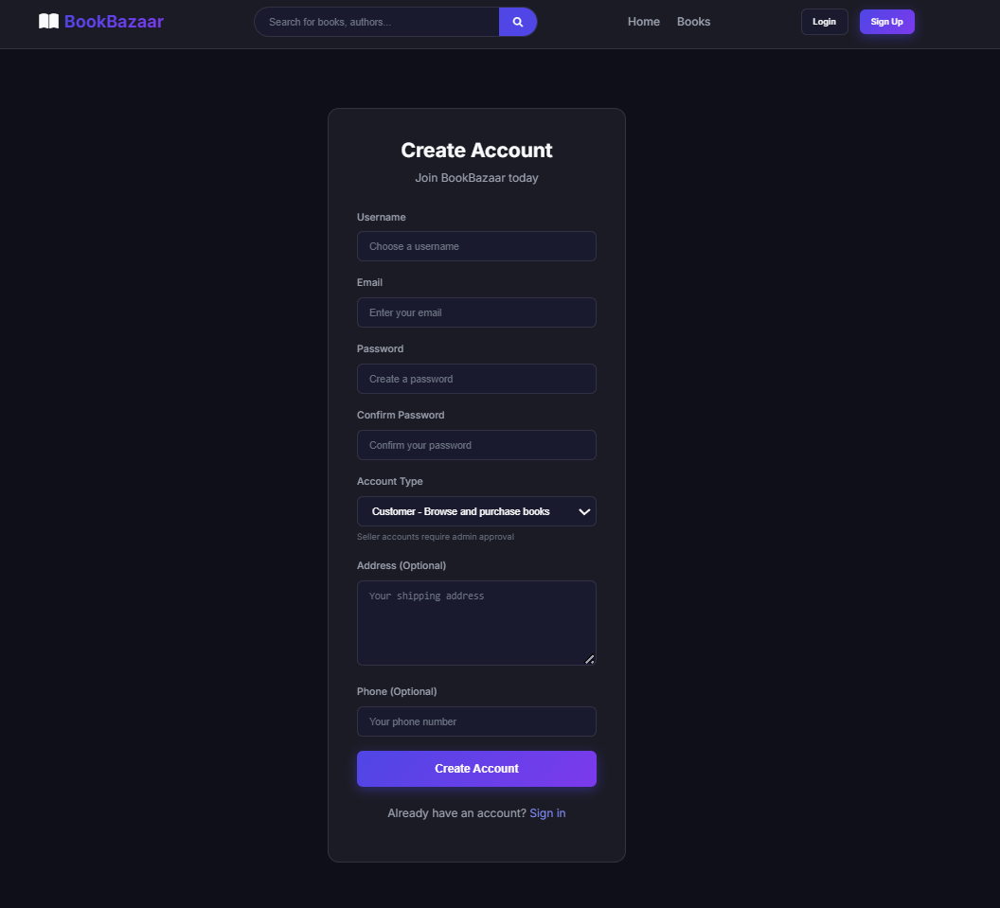 BookBazaar
Search for books, authors...
Home
Books
Login
Sign Up
Create Account
Join BookBazaar today
Username
Choose a username
Email
Enter your email
Password
Create a password
Confirm Password
Confirm your password
Account Type
Customer - Browse and purchase books
Seller accounts require admin approval
Address (Optional)
Your shipping address
Phone (Optional)
Your phone number
Create Account
Already have an account? Sign in